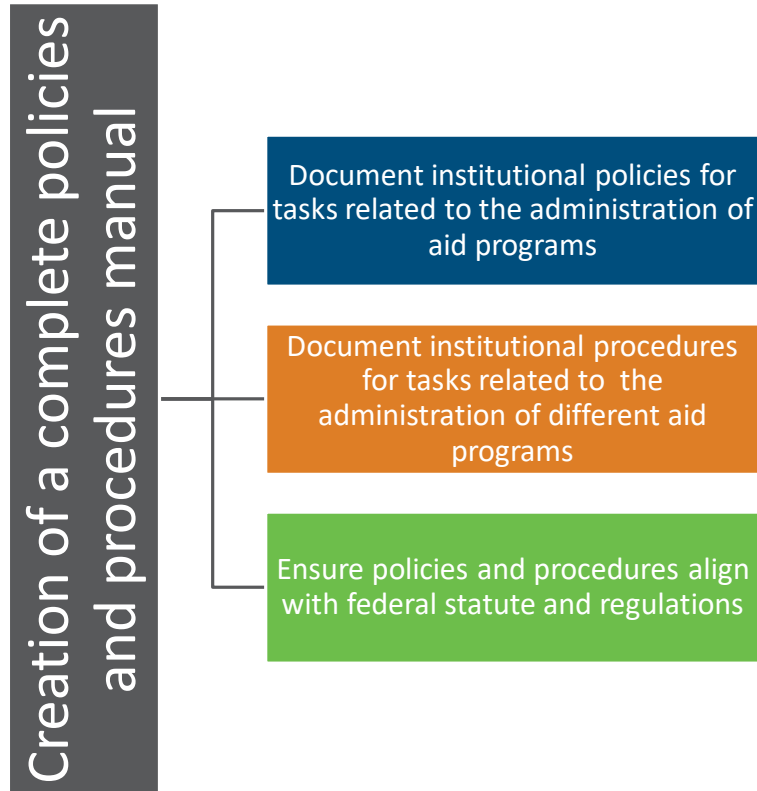 Creation of a complete policies
and procedures manual
Document institutional policies for
tasks related to the administration of
aid programs
Document institutional procedures
for tasks related to  the
administration of different aid
programs
Ensure policies and procedures align
with federal statute and regulations